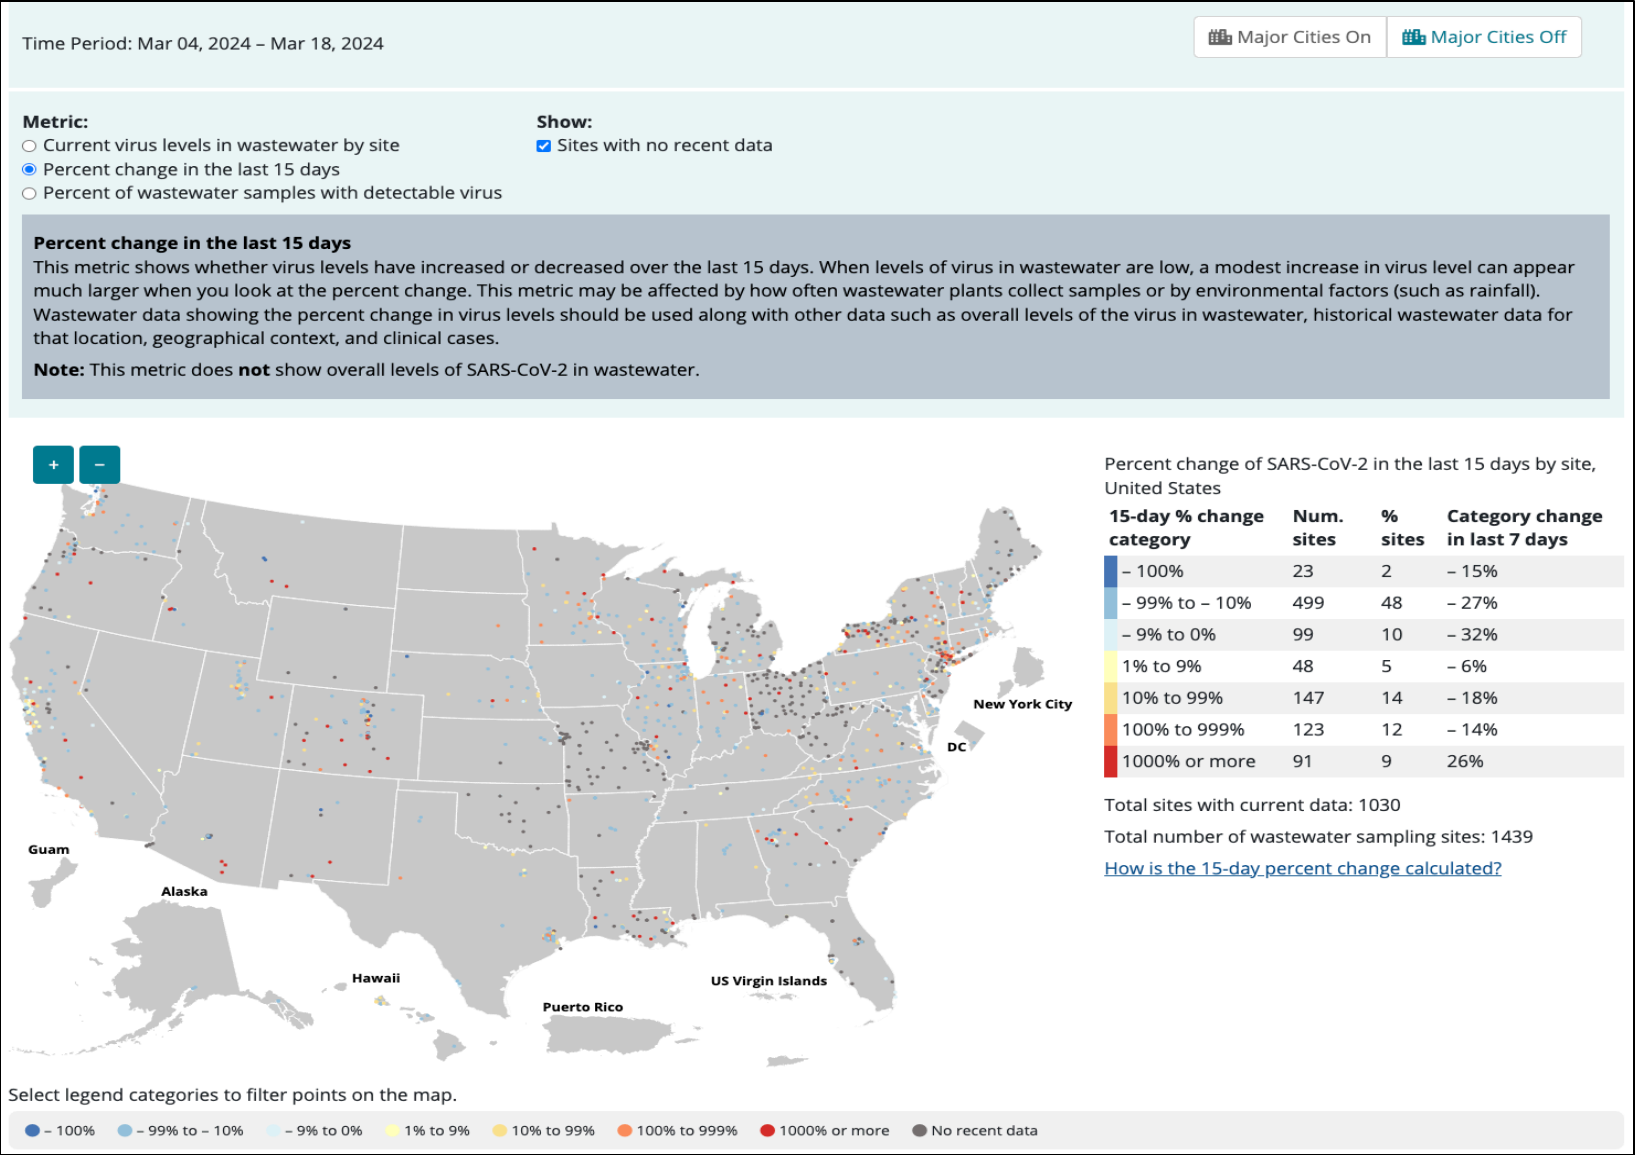 Time Period: Mar 04, 2024 – Mar 18, 2024
Major Cities On
Major Cities Off
Metric:
Current virus levels in wastewater by site
Percent change in the last 15 days
Percent of wastewater samples with detectable virus
Show:
Sites with no recent data
Percent change in the last 15 days
This metric shows whether virus levels have increased or decreased over the last 15 days. When levels of virus in wastewater are low, a modest increase in virus level can appear
much larger when you look at the percent change. This metric may be affected by how often wastewater plants collect samples or by environmental factors (such as rainfall).
Wastewater data showing the percent change in virus levels should be used along with other data such as overall levels of the virus in wastewater, historical wastewater data for
that location, geographical context, and clinical cases.
Note: This metric does not show overall levels of SARS-CoV-2 in wastewater.
+ −
New York City
DC
Guam
Alaska
Hawaii
US Virgin Islands
Puerto Rico
Percent change of SARS-CoV-2 in the last 15 days by site,
United States
15-day % change category Num. sites % sites Category change in last 7 days
– 100% 23 2 – 15%
– 99% to – 10% 499 48 – 27%
– 9% to 0% 99 10 – 32%
1% to 9% 48 5 – 6%
10% to 99% 147 14 – 18%
100% to 999% 123 12 – 14%
1000% or more 91 9 26%
Total sites with current data: 1030
Total number of wastewater sampling sites: 1439
How is the 15-day percent change calculated?
Select legend categories to filter points on the map.
– 100% – 99% to – 10% – 9% to 0% 1% to 9% 10% to 99% 100% to 999% 1000% or more No recent data